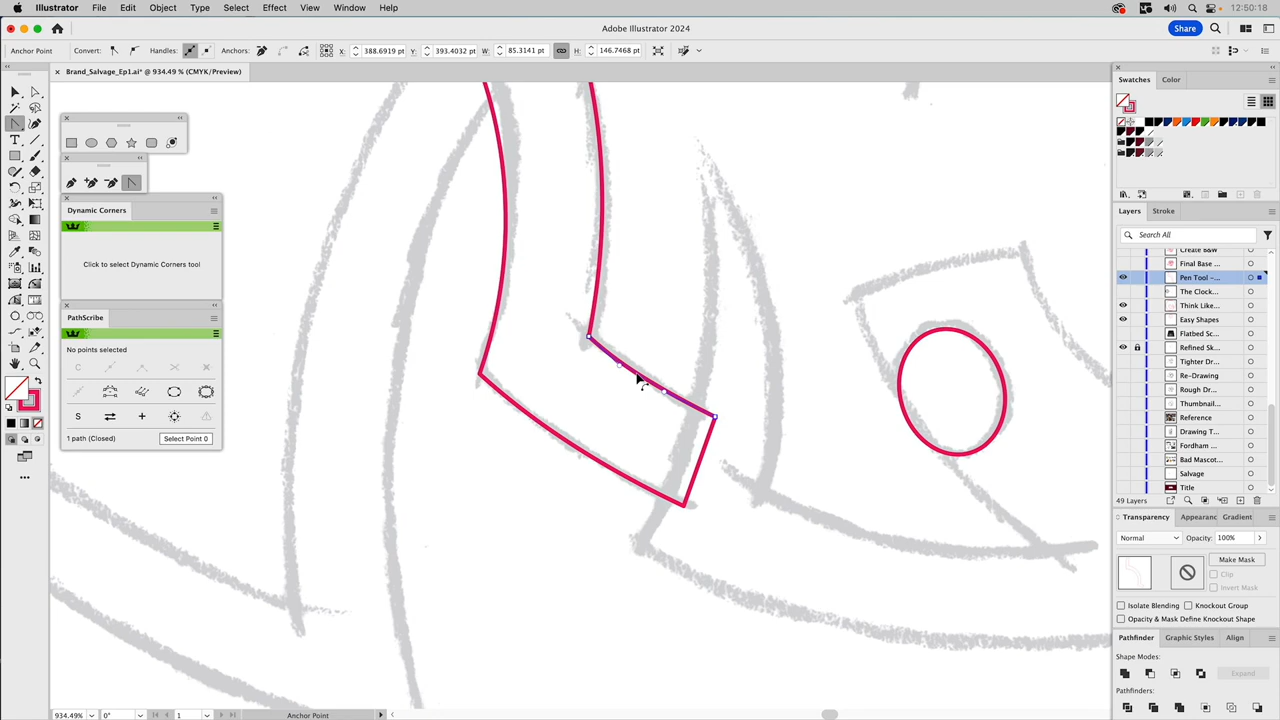 Illustrator File Edit Object Type Select Effect View Window Help 12:50:18
Adobe Illustrator 2024 Share
Anchor Point Convert: Handles: Anchors: X: 388.6919 pt Y: 393.4032 pt W: 85.3141 pt H: 146.7468 pt
Brand_Salvage_Ep1.ai* @ 934.49 % (CMYK/Preview)
Swatches Color
Dynamic Corners
Click to select Dynamic Corners tool
PathScribe
No points selected
C X
S
1 path (Closed) Select Point 0
Layers Stroke
Search All
Create B&W
Final Base ...
Pen Tool -...
The Clock...
Think Like...
Easy Shapes
Flatbed Sc...
Refined Sk...
Tighter Dr...
Re-Drawing
Rough Dr...
Thumbnail...
Reference
Drawing T...
Fordham ...
Bad Mascot...
Salvage
Title
49 Layers
Transparency Appearanc Gradient
Normal Opacity: 100%
Make Mask
Clip
Invert Mask
Isolate Blending Knockout Group
Opacity & Mask Define Knockout Shape
Pathfinder Graphic Styles Align
Shape Modes:
Expand
Pathfinders:
934.49% 0° 1 Anchor Point